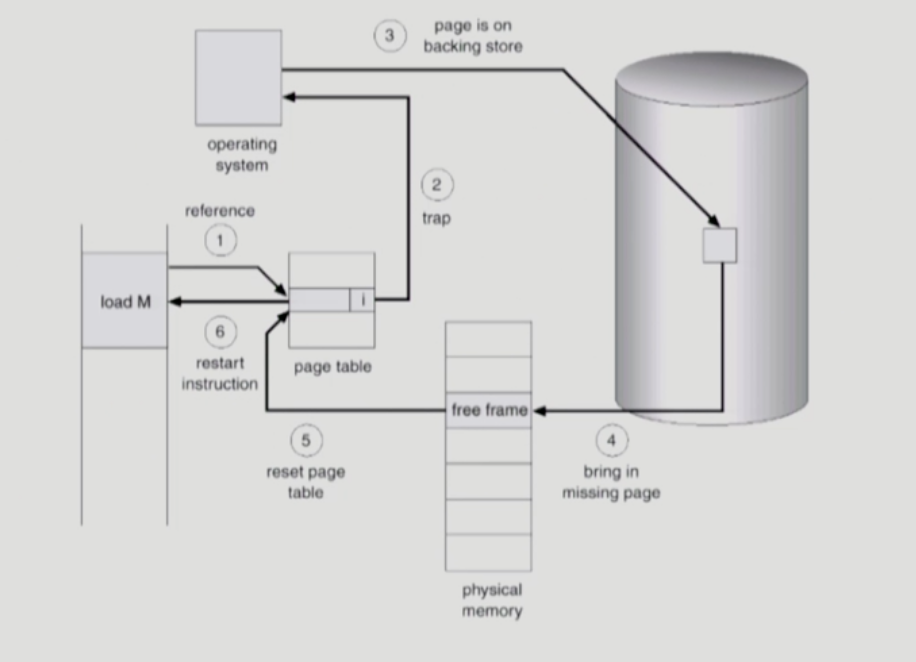 3
page is on
backing store
operating
system
2
trap
reference
1
load M
i
6
restart
instruction
page table
free frame
5
reset page
table
4
bring in
missing page
physical
memory